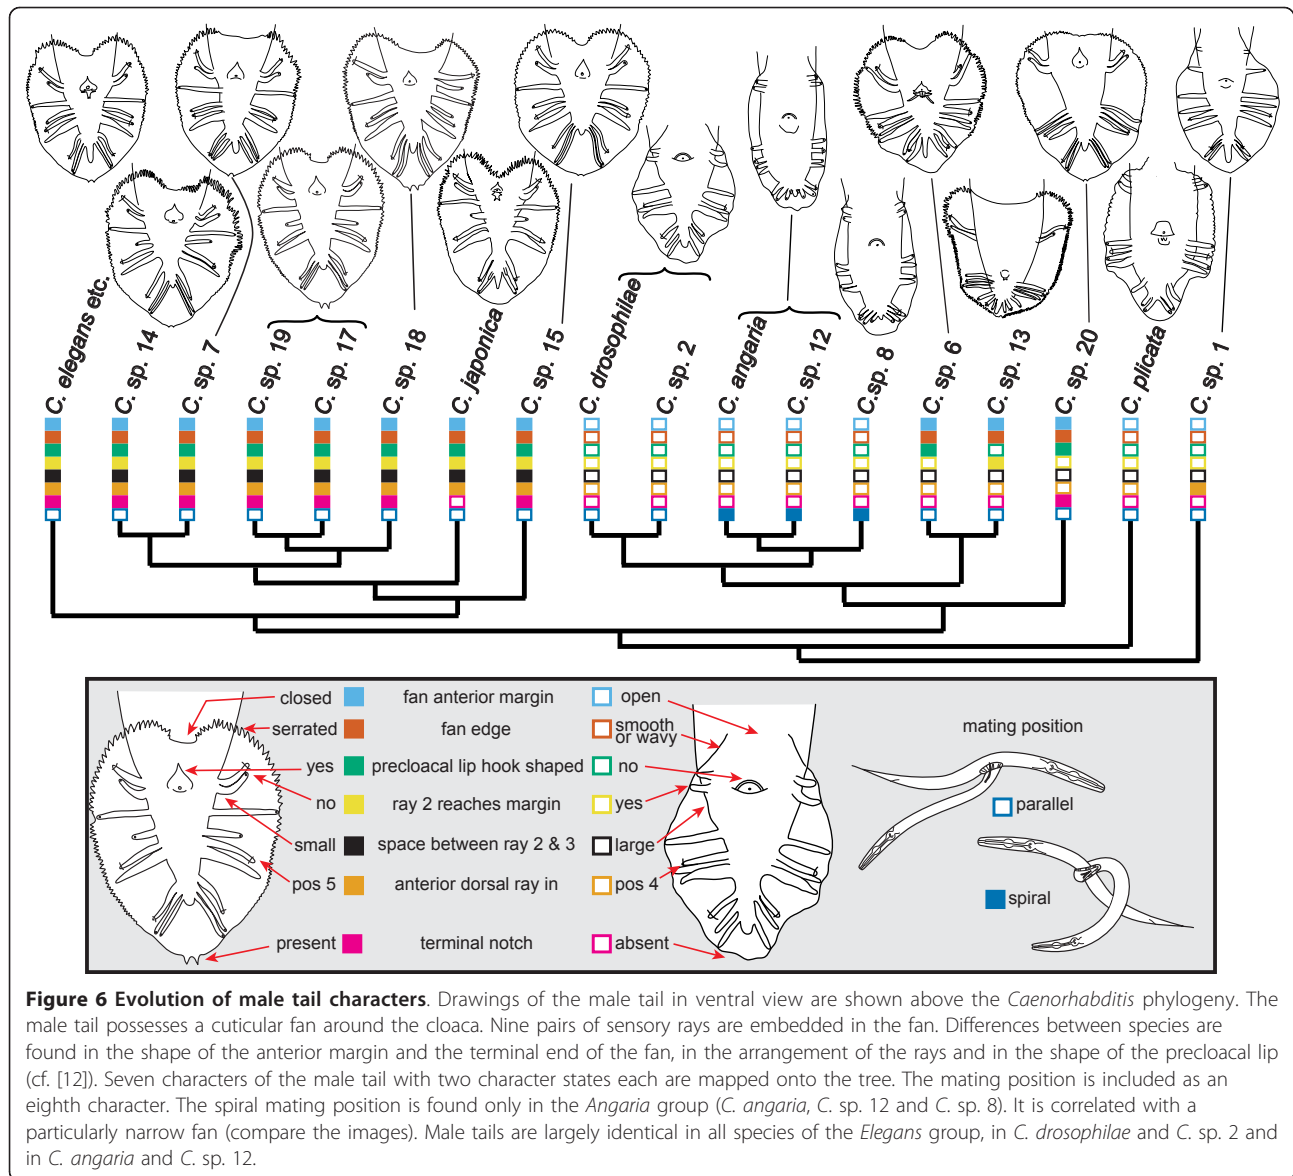 C. elegans etc.
C. sp. 14
C. sp. 7
C. sp. 19
C. sp. 17
C. sp. 18
C. japonica
C. sp. 15
C. drosophilae
C. sp. 2
C. angaria
C. sp. 12
C.sp. 8
C. sp. 6
C. sp. 13
C. sp. 20
C. plicata
C. sp. 1
closed fan anterior margin open
serrated fan edge smooth
or wavy
yes precloacal lip hook shaped no
no ray 2 reaches margin yes
small space between ray 2 & 3 large
pos 5 anterior dorsal ray in pos 4
present terminal notch absent
mating position
parallel
spiral
Figure 6 Evolution of male tail characters. Drawings of the male tail in ventral view are shown above the Caenorhabditis phylogeny. The
male tail possesses a cuticular fan around the cloaca. Nine pairs of sensory rays are embedded in the fan. Differences between species are
found in the shape of the anterior margin and the terminal end of the fan, in the arrangement of the rays and in the shape of the precloacal lip
(cf. [12]). Seven characters of the male tail with two character states each are mapped onto the tree. The mating position is included as an
eighth character. The spiral mating position is found only in the Angaria group (C. angaria, C. sp. 12 and C. sp. 8). It is correlated with a
particularly narrow fan (compare the images). Male tails are largely identical in all species of the Elegans group, in C. drosophilae and C. sp. 2 and
in C. angaria and C. sp. 12.